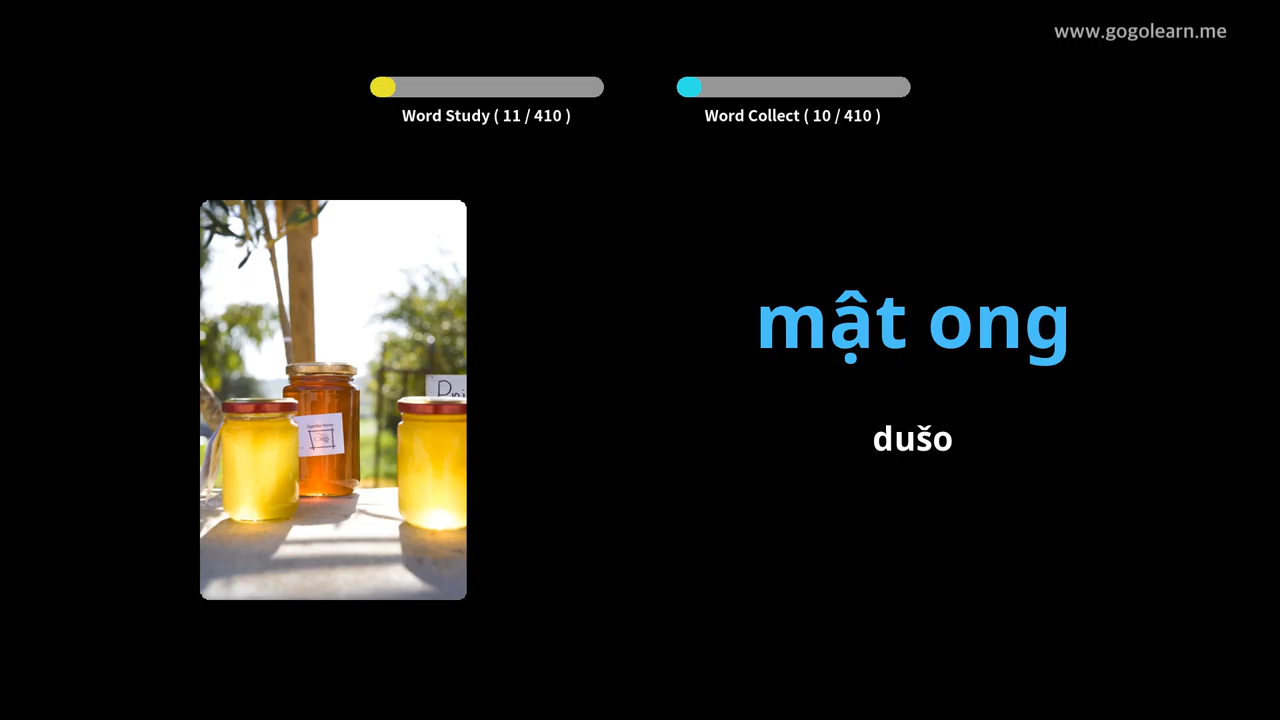 www.gogolearn.me
Word Study ( 11 / 410 )
Word Collect ( 10 / 410 )
mật ong
dušo